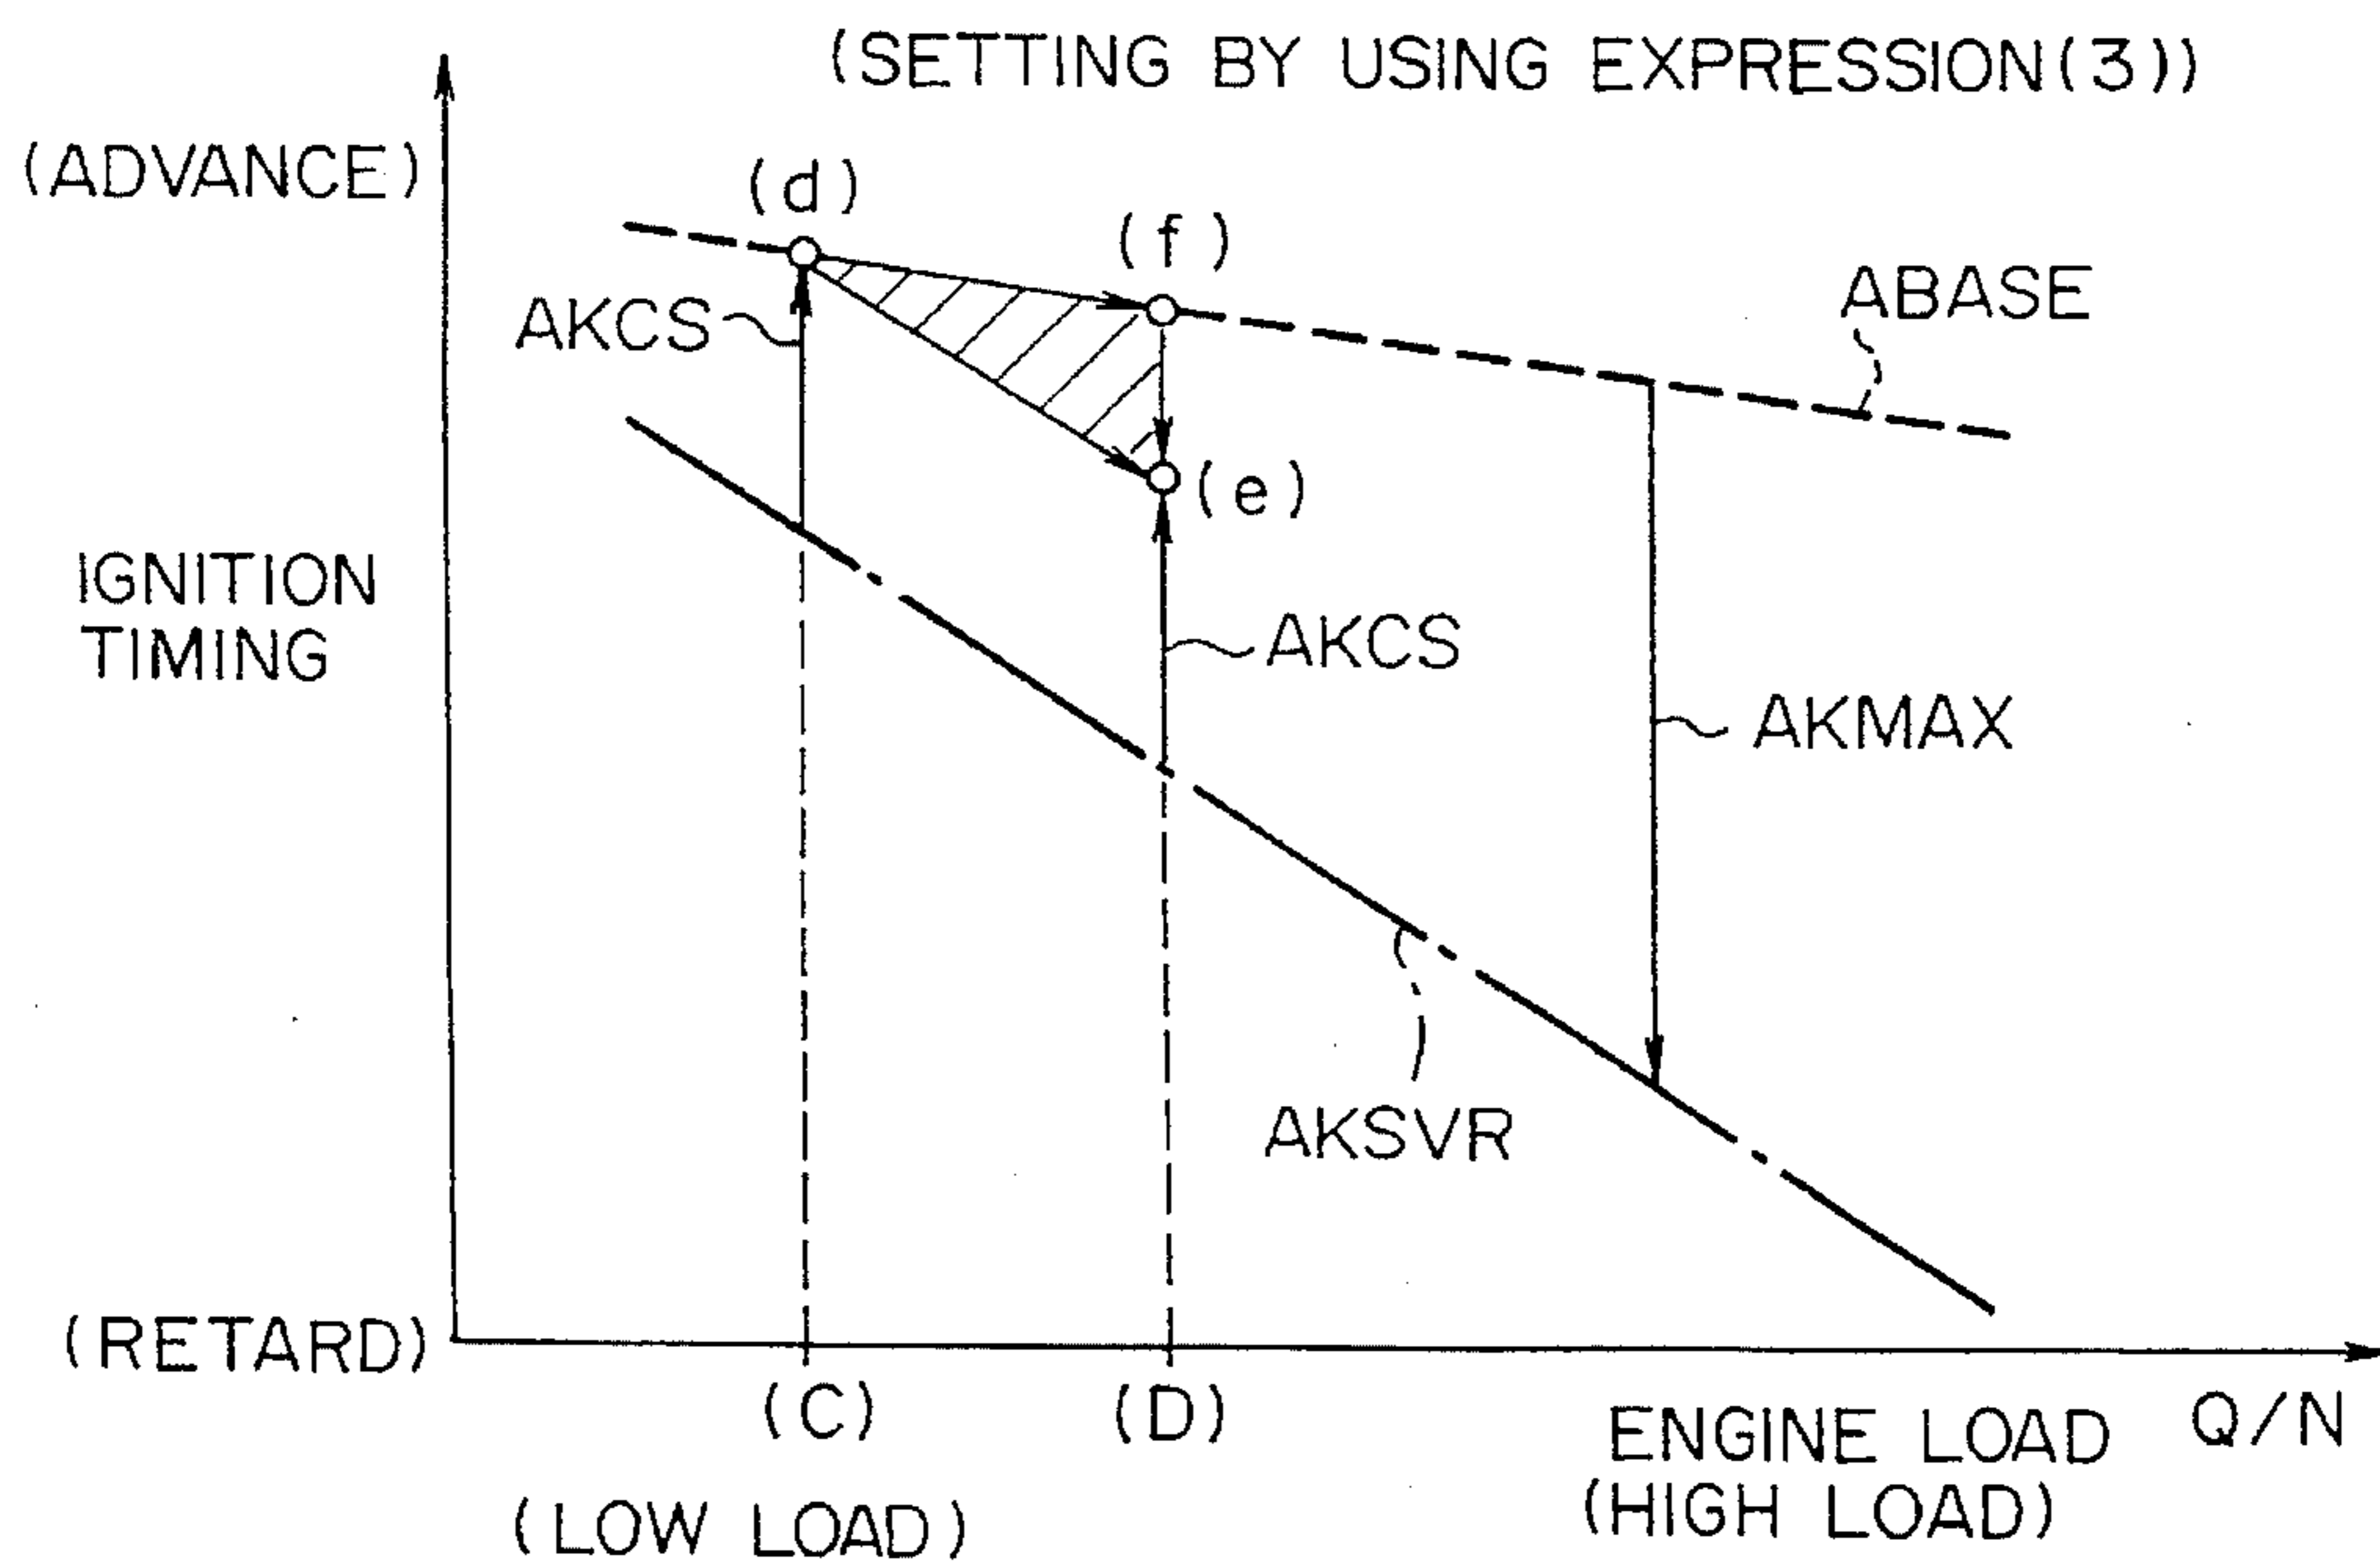 (SETTING BY USING EXPRESSION(3))
(ADVANCE)
(d)
(f)
AKCS
ABASE
(e)
IGNITION
TIMING
AKCS
AKMAX
AKSVR
(RETARD)
(C)
(D)
ENGINE LOAD
Q/N
(LOW LOAD)
(HIGH LOAD)